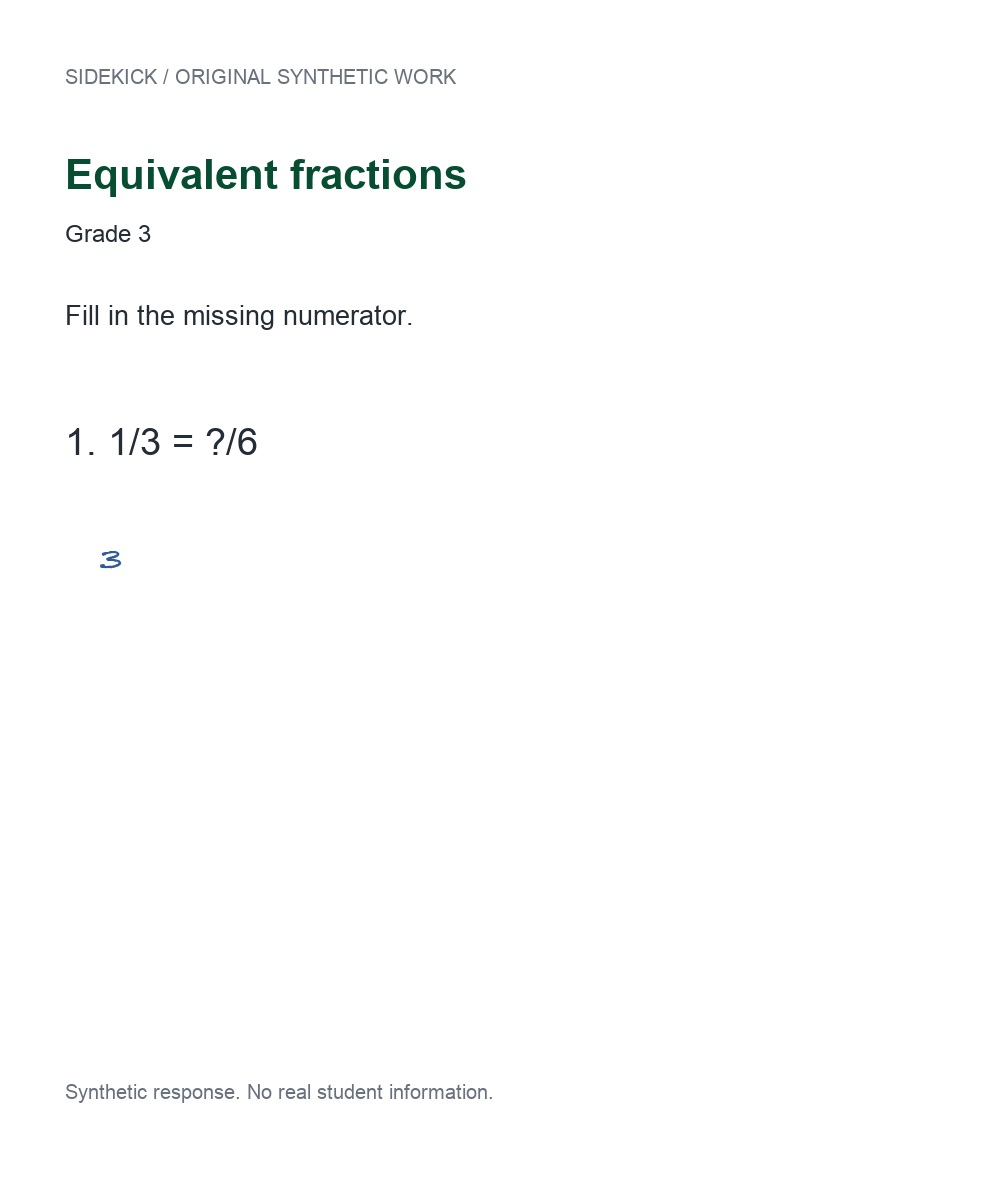 SIDEKICK / ORIGINAL SYNTHETIC WORK
Equivalent fractions
Grade 3
Fill in the missing numerator.
1. 1/3 = ?/6
3
Synthetic response. No real student information.